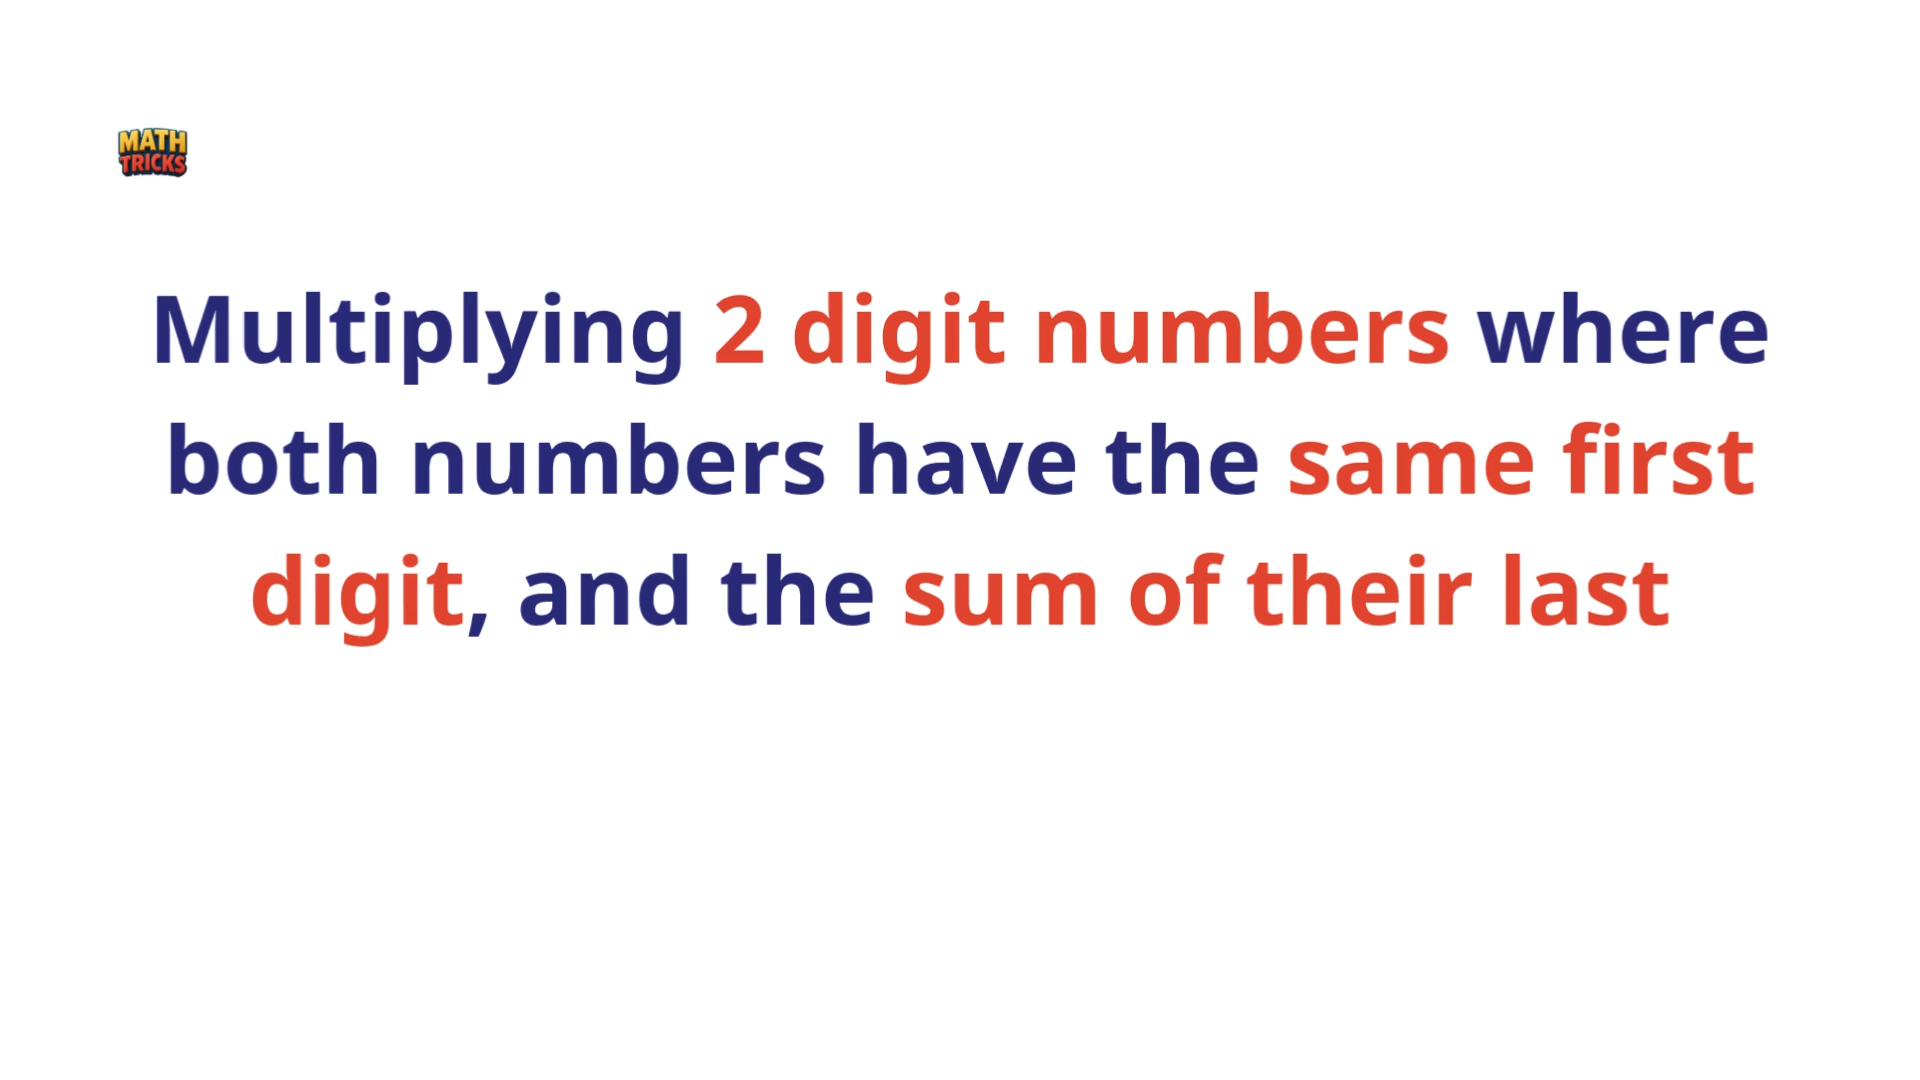 MATH
TRICKS
Multiplying 2 digit numbers where
both numbers have the same first
digit, and the sum of their last